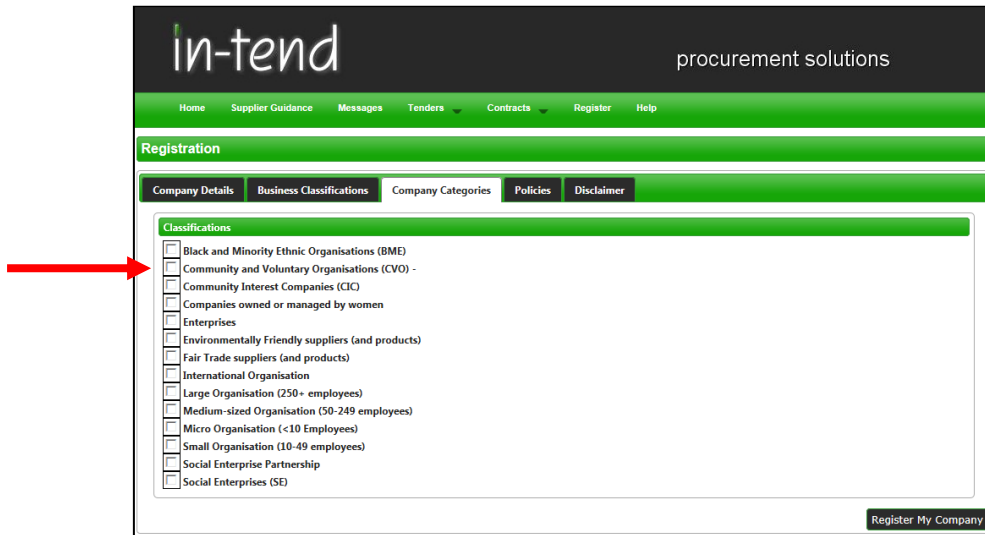 in-tend
procurement solutions
Home Supplier Guidance Messages Tenders Contracts Register Help
Registration
Company Details Business Classifications Company Categories Policies Disclaimer
Classifications
Black and Minority Ethnic Organisations (BME)
Community and Voluntary Organisations (CVO) -
Community Interest Companies (CIC)
Companies owned or managed by women
Enterprises
Environmentally Friendly suppliers (and products)
Fair Trade suppliers (and products)
International Organisation
Large Organisation (250+ employees)
Medium-sized Organisation (50-249 employees)
Micro Organisation (<10 Employees)
Small Organisation (10-49 employees)
Social Enterprise Partnership
Social Enterprises (SE)
Register My Company